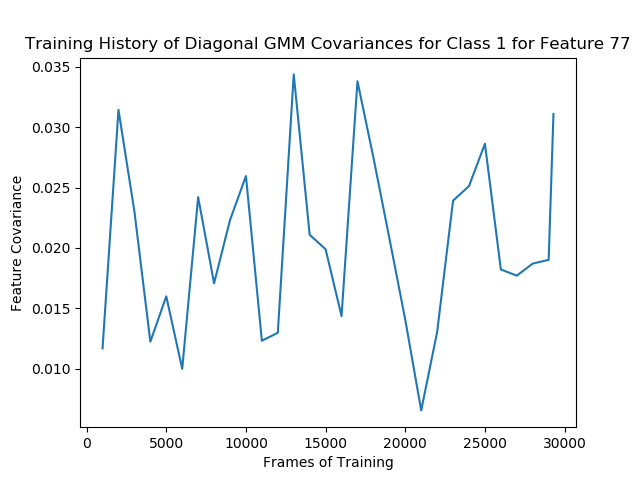 Training History of Diagonal GMM Covariances for Class 1 for Feature 77
0.035
0.030
0.025
0.020
0.015
0.010
Feature Covariance
0 5000 10000 15000 20000 25000 30000
Frames of Training